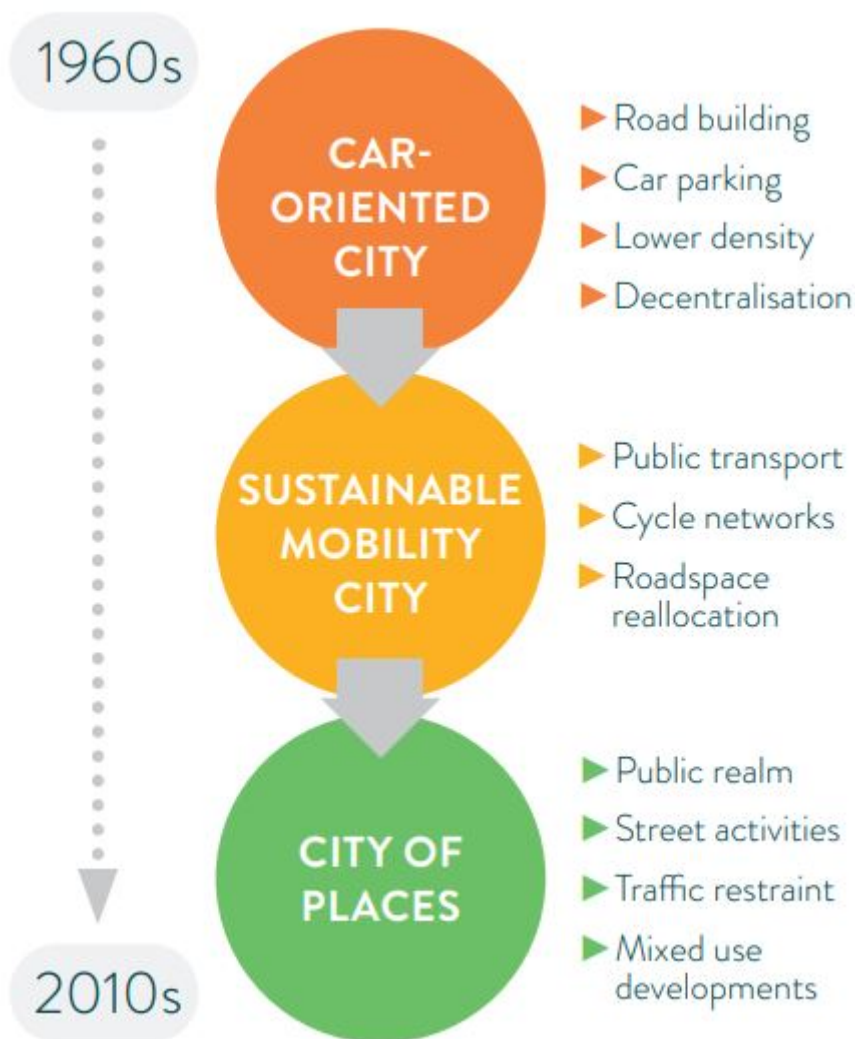 1960s
CAR-
ORIENTED
CITY
Road building
Car parking
Lower density
Decentralisation
SUSTAINABLE
MOBILITY
CITY
Public transport
Cycle networks
Roadspace
reallocation
CITY OF
PLACES
Public realm
Street activities
Traffic restraint
Mixed use
developments
2010s